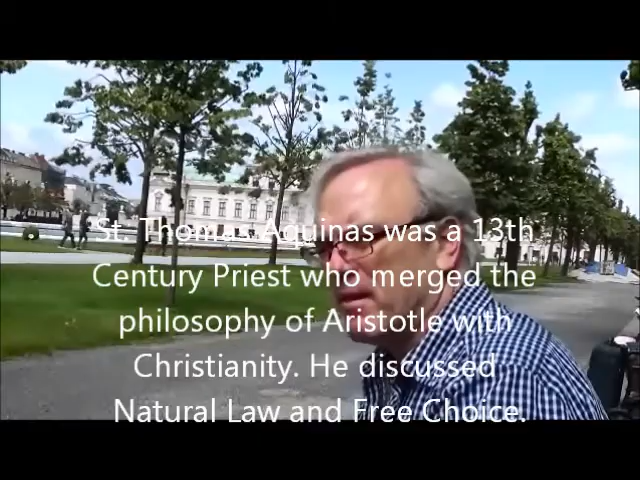 St. Thomas Aquinas was a 13th
Century Priest who merged the
philosophy of Aristotle with
Christianity. He discussed
Natural Law and Free Choice.